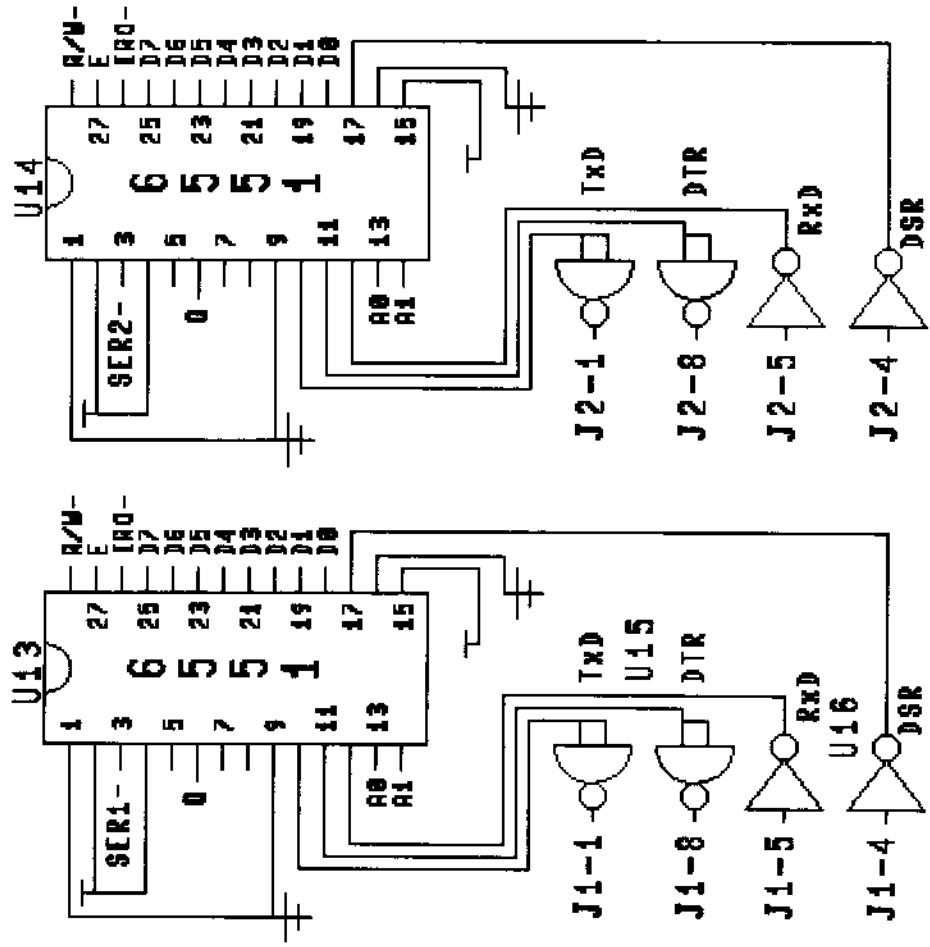 U14
6551
R/W-
E
IRQ-
D7
D6
D5
D4
D3
D2
D1
D0
27
25
23
21
19
17
15
1
3
5
7
9
11
13
SER2-
Q
A0
A1
TxD
DTR
RxD
DSR
J2-1
J2-8
J2-5
J2-4
U13
6551
R/W-
E
IRQ-
D7
D6
D5
D4
D3
D2
D1
D0
27
25
23
21
19
17
15
1
3
5
7
9
11
13
SER1-
Q
A0
A1
TxD
U15
DTR
RxD
U16
DSR
J1-1
J1-8
J1-5
J1-4